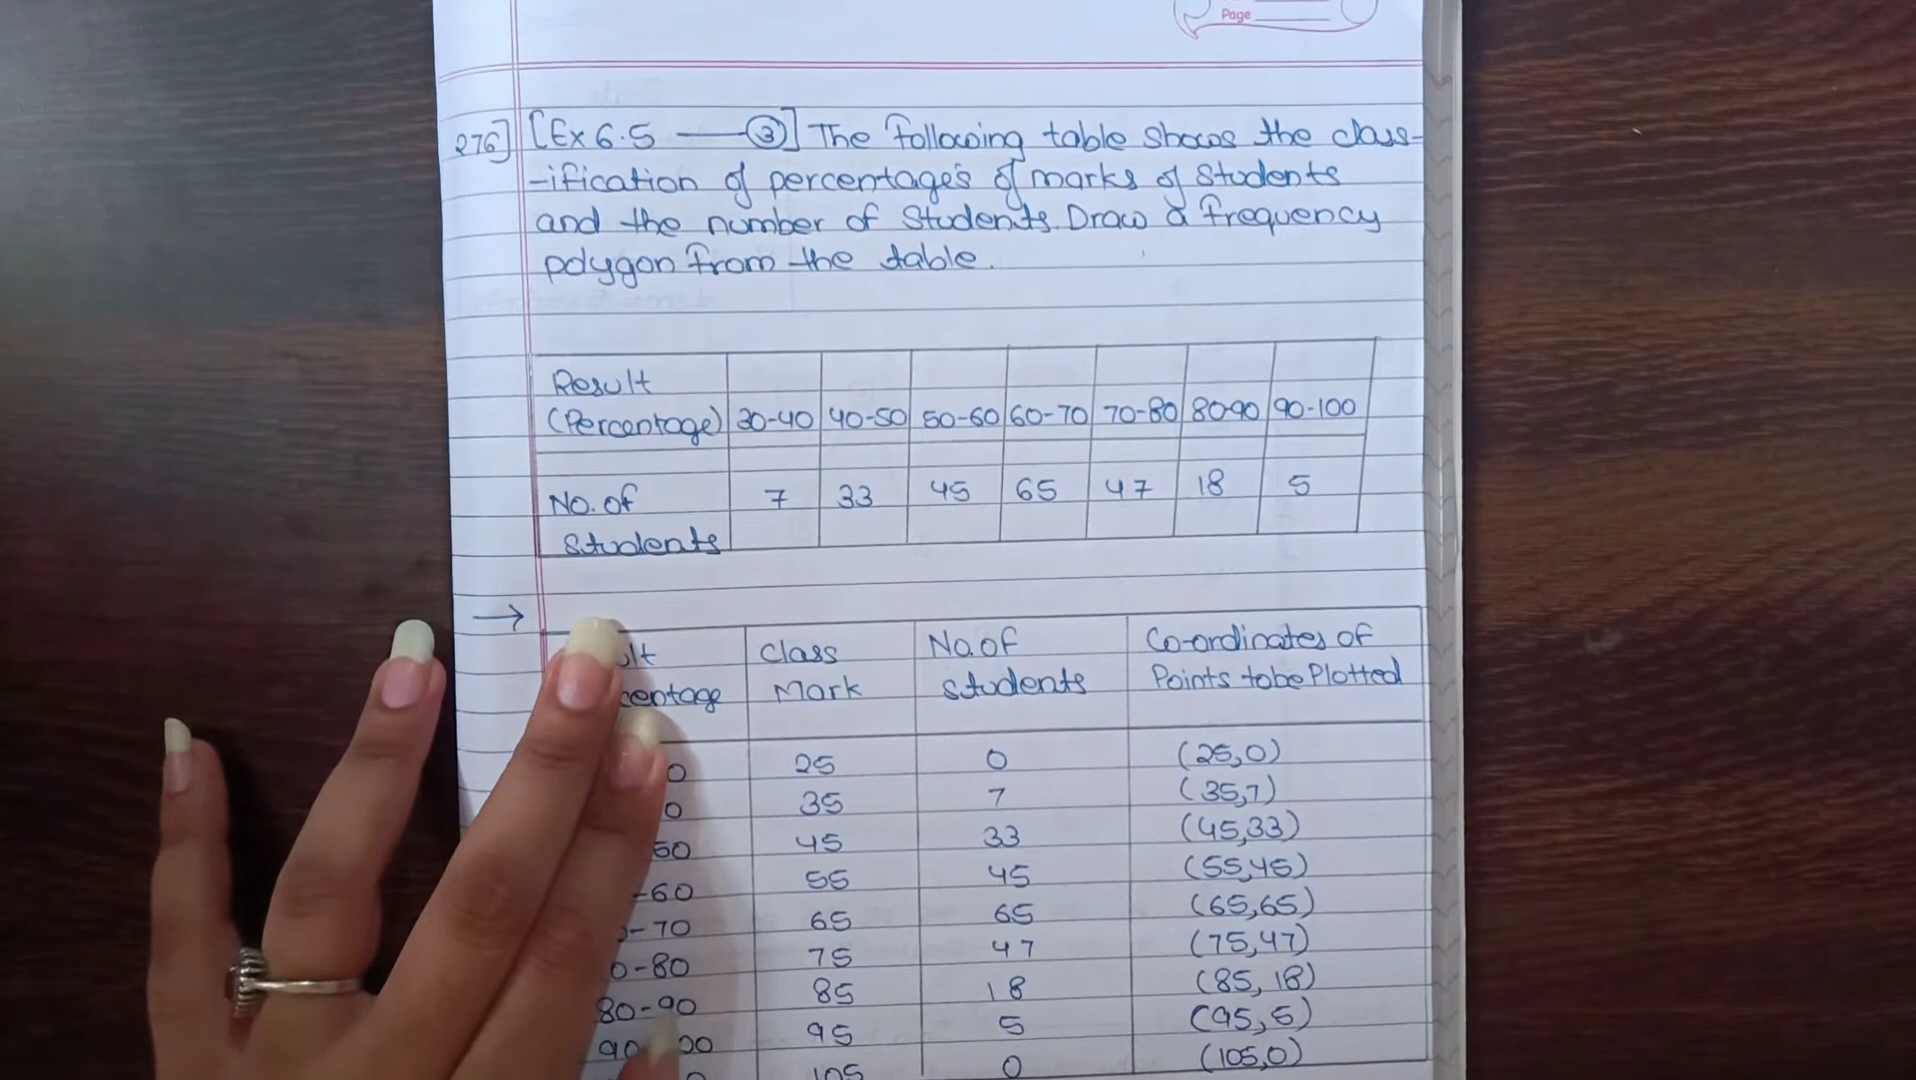 Page
276] [Ex 6.5 — ③] The following table shows the class-
-ification of percentages of marks of students
and the number of students. Draw a frequency
polygon from the table.
Result
(Percentage) 30-40 40-50 50-60 60-70 70-80 80-90 90-100
No. of 7 33 45 65 47 18 5
students
→
Class No. of Co-ordinates of
Mark students Points to be Plotted
25 0 (25,0)
35 7 (35,7)
45 33 (45,33)
-60 55 45 (55,45)
-70 65 65 (65,65)
0-80 75 47 (75,47)
80-90 85 18 (85, 18)
95 5 (95,5)
105 0 (105,0)